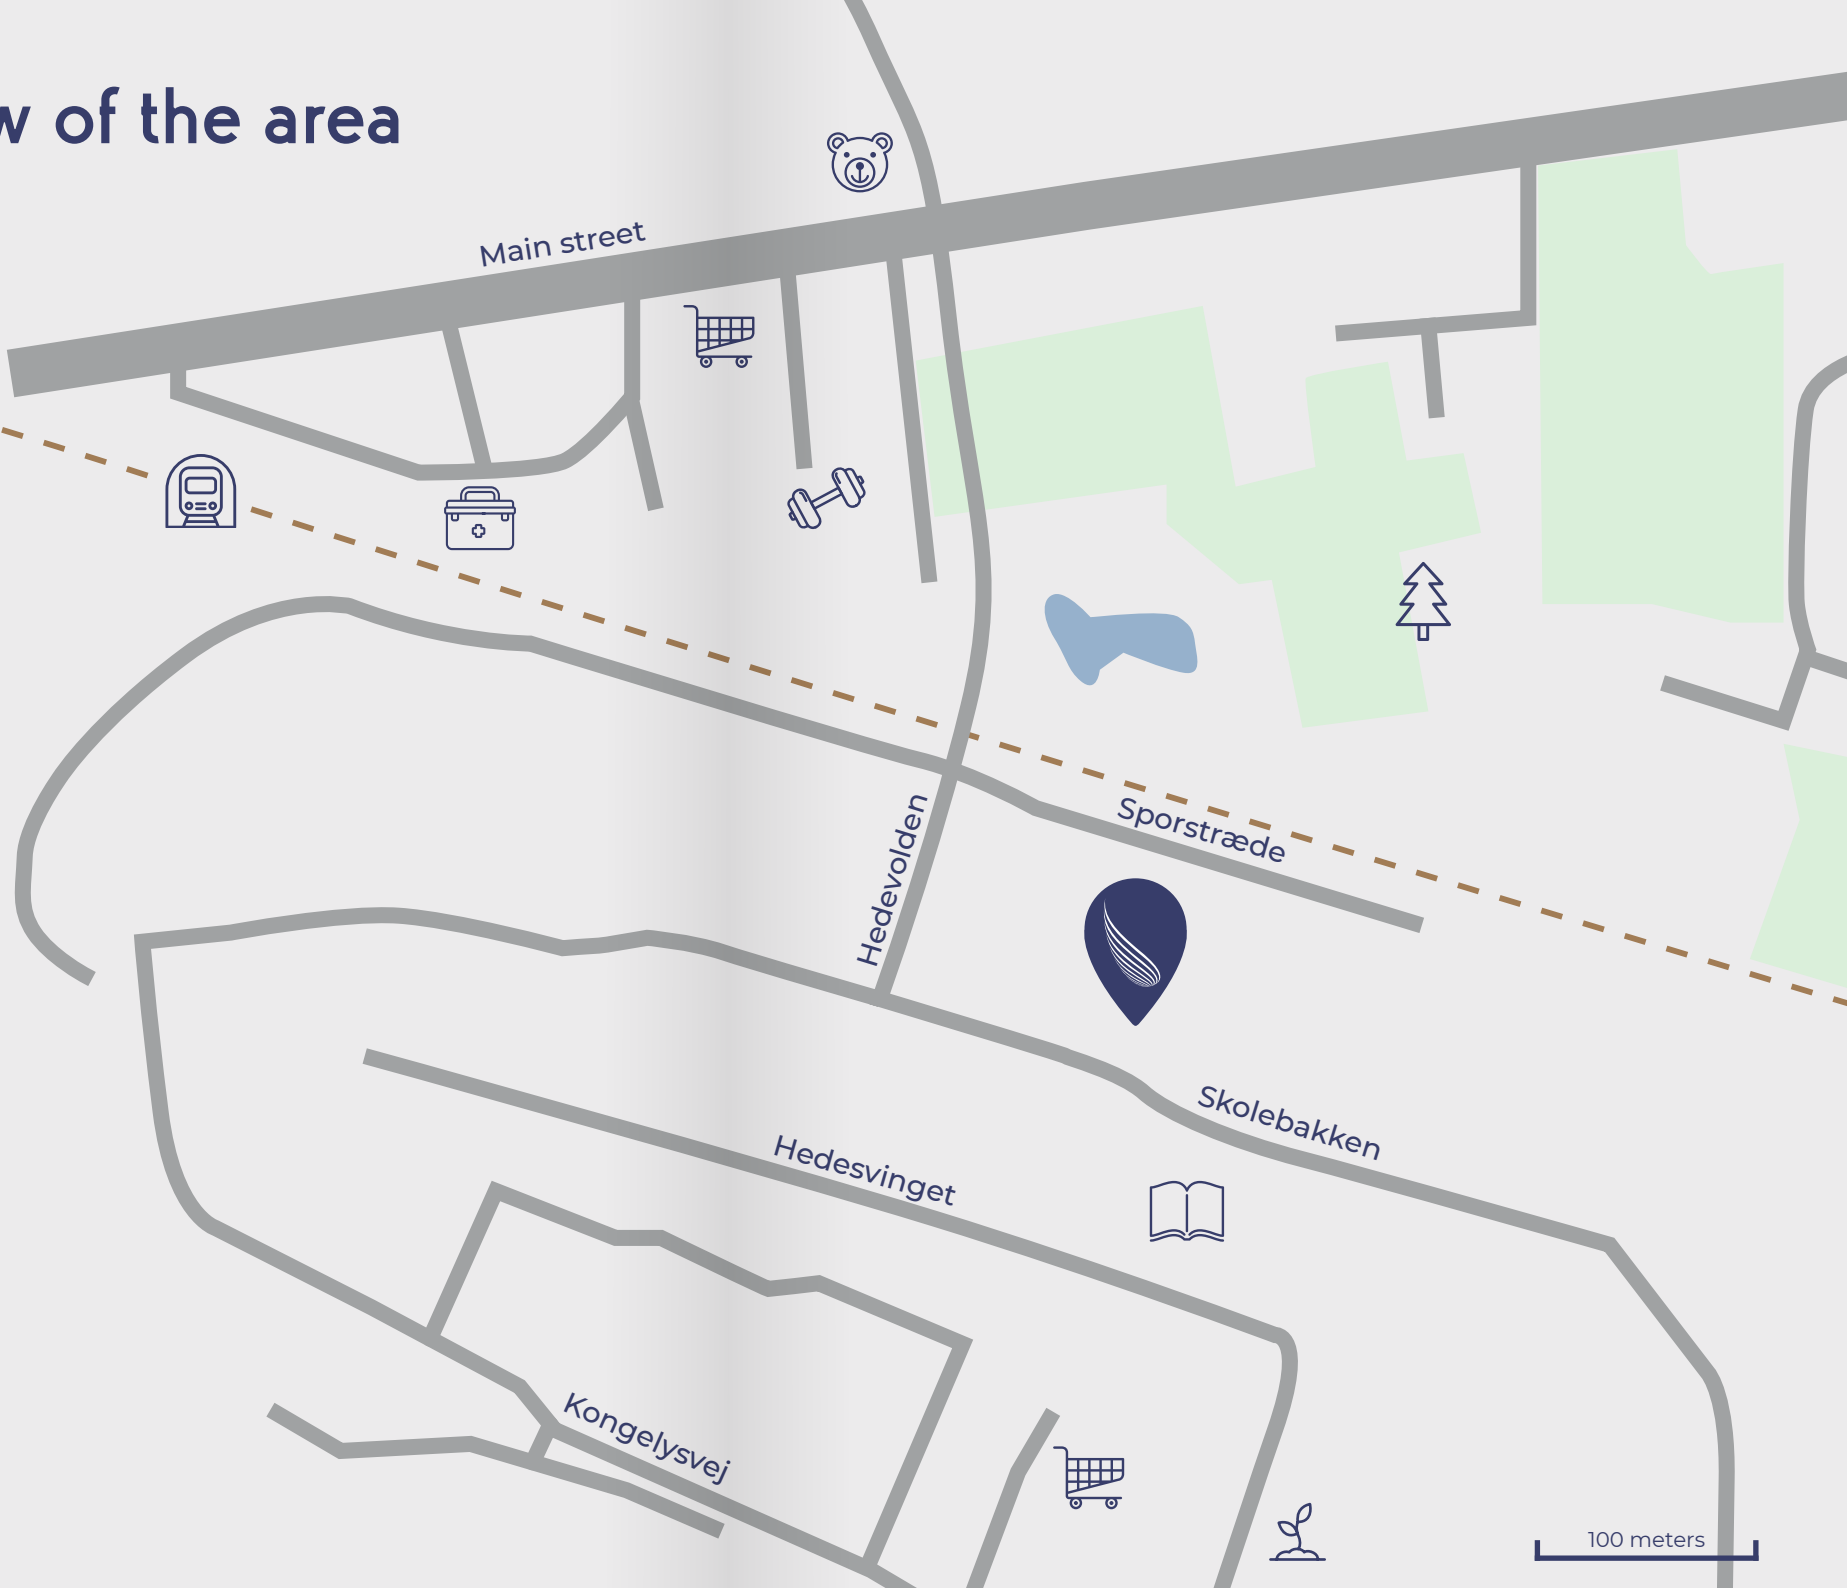 of the area
Main street
Sporstræde
Hedevolden
Skolebakken
Hedesvinget
Kongelysvej
100 meters